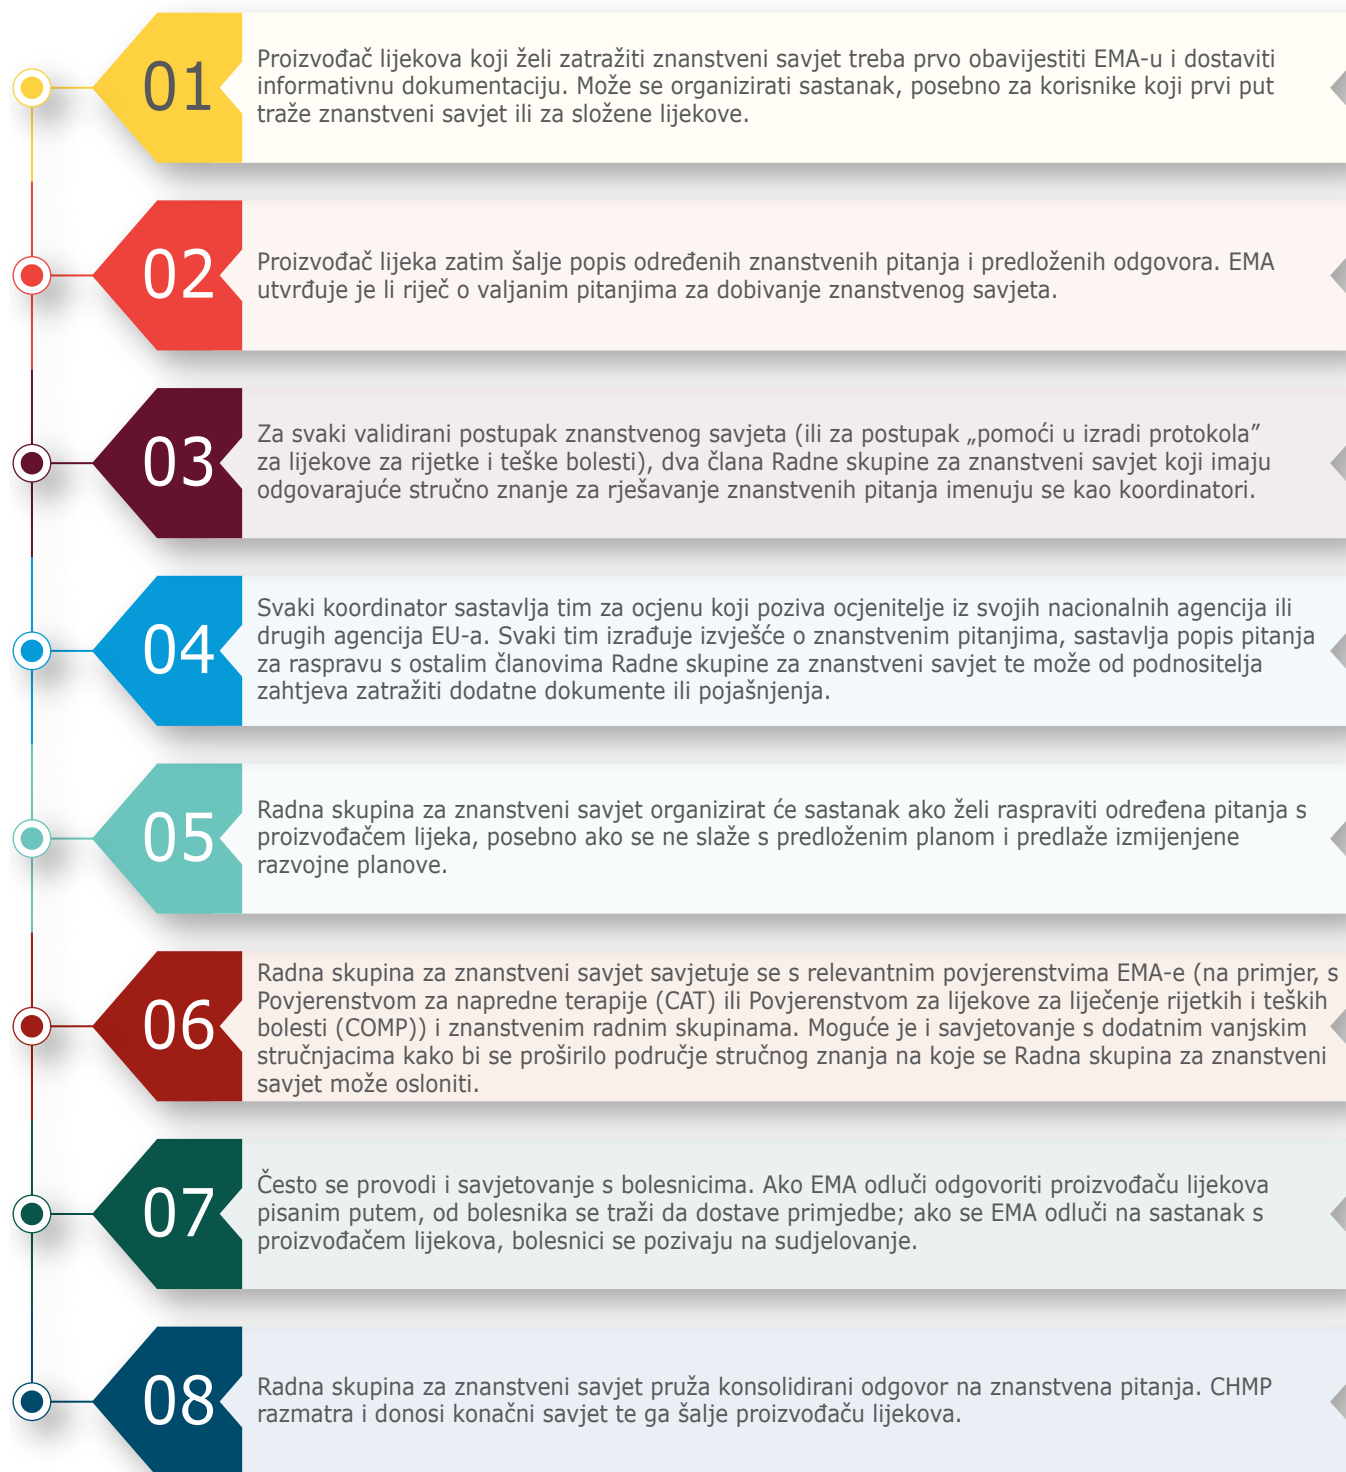 01
Proizvođač lijekova koji želi zatražiti znanstveni savjet treba prvo obavijestiti EMA-u i dostaviti
informativnu dokumentaciju. Može se organizirati sastanak, posebno za korisnike koji prvi put
traže znanstveni savjet ili za složene lijekove.
02
Proizvođač lijeka zatim šalje popis određenih znanstvenih pitanja i predloženih odgovora. EMA
utvrđuje je li riječ o valjanim pitanjima za dobivanje znanstvenog savjeta.
03
Za svaki validirani postupak znanstvenog savjeta (ili za postupak „pomoći u izradi protokola”
za lijekove za rijetke i teške bolesti), dva člana Radne skupine za znanstveni savjet koji imaju
odgovarajuće stručno znanje za rješavanje znanstvenih pitanja imenuju se kao koordinatori.
04
Svaki koordinator sastavlja tim za ocjenu koji poziva ocjenitelje iz svojih nacionalnih agencija ili
drugih agencija EU-a. Svaki tim izrađuje izvješće o znanstvenim pitanjima, sastavlja popis pitanja
za raspravu s ostalim članovima Radne skupine za znanstveni savjet te može od podnositelja
zahtjeva zatražiti dodatne dokumente ili pojašnjenja.
05
Radna skupina za znanstveni savjet organizirat će sastanak ako želi raspraviti određena pitanja s
proizvođačem lijeka, posebno ako se ne slaže s predloženim planom i predlaže izmijenjene
razvojne planove.
06
Radna skupina za znanstveni savjet savjetuje se s relevantnim povjerenstvima EMA-e (na primjer, s
Povjerenstvom za napredne terapije (CAT) ili Povjerenstvom za lijekove za liječenje rijetkih i teških
bolesti (COMP)) i znanstvenim radnim skupinama. Moguće je i savjetovanje s dodatnim vanjskim
stručnjacima kako bi se proširilo područje stručnog znanja na koje se Radna skupina za znanstveni
savjet može osloniti.
07
Često se provodi i savjetovanje s bolesnicima. Ako EMA odluči odgovoriti proizvođaču lijekova
pisanim putem, od bolesnika se traži da dostave primjedbe; ako se EMA odluči na sastanak s
proizvođačem lijekova, bolesnici se pozivaju na sudjelovanje.
08
Radna skupina za znanstveni savjet pruža konsolidirani odgovor na znanstvena pitanja. CHMP
razmatra i donosi konačni savjet te ga šalje proizvođaču lijekova.